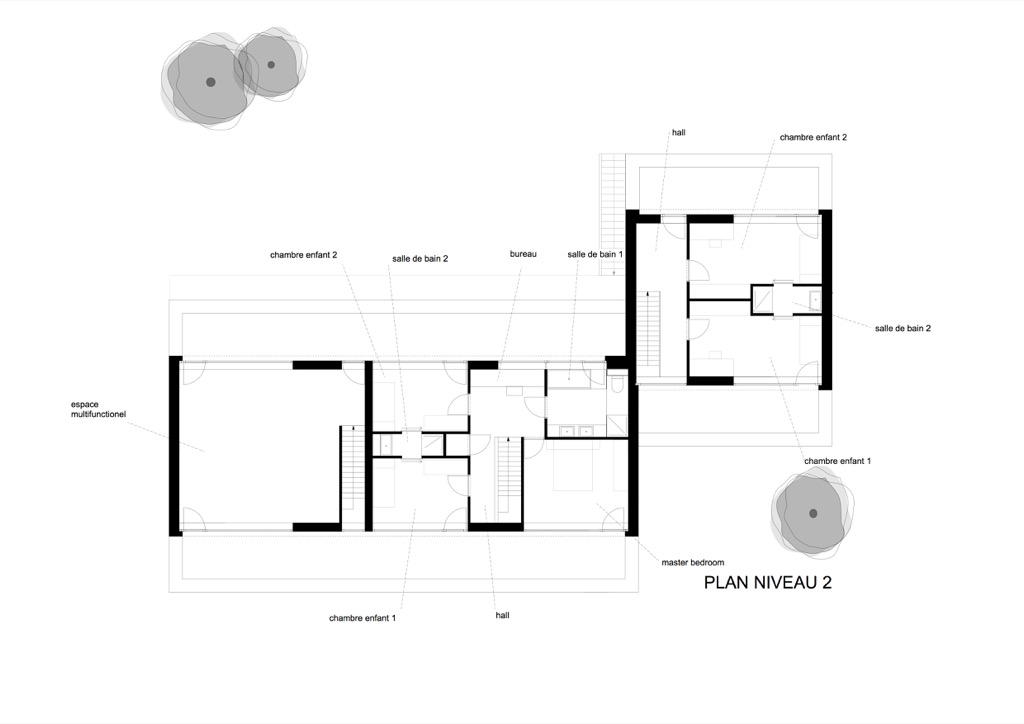 hall
chambre enfant 2
chambre enfant 2
salle de bain 2
bureau
salle de bain 1
salle de bain 2
espace
multifunctionel
chambre enfant 1
master bedroom
PLAN NIVEAU 2
chambre enfant 1
hall